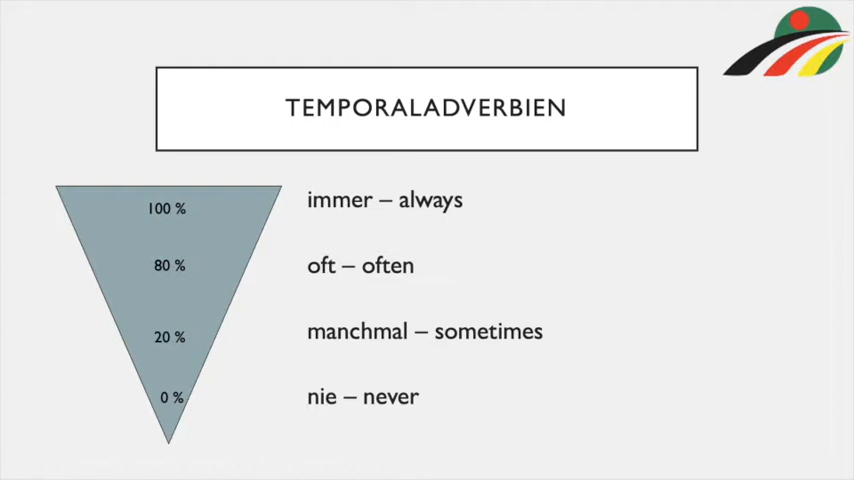 TEMPORALADVERBIEN
100 % immer – always
80 % oft – often
20 % manchmal – sometimes
0 % nie – never